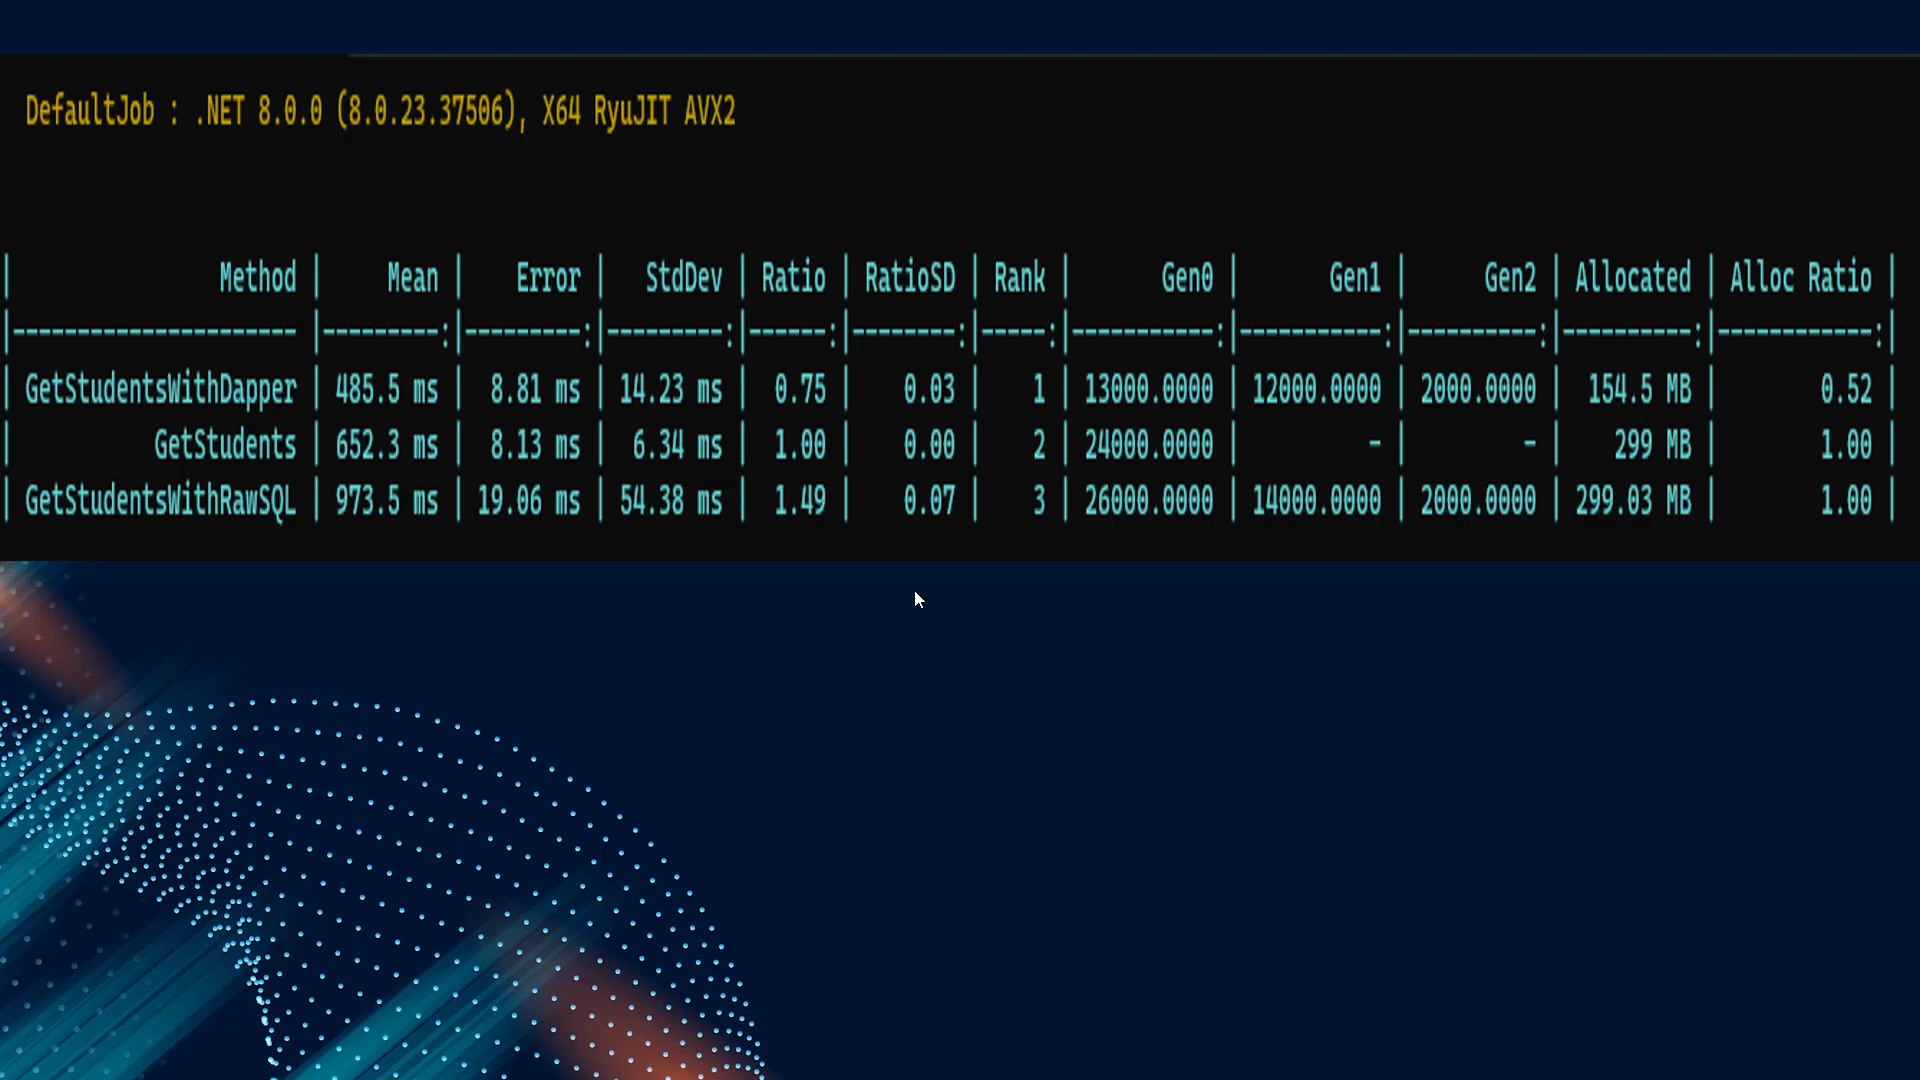 DefaultJob : .NET 8.0.0 (8.0.23.37506), X64 RyuJIT AVX2
| Method | Mean | Error | StdDev | Ratio | RatioSD | Rank | Gen0 | Gen1 | Gen2 | Allocated | Alloc Ratio |
|---------------------- |---------:|---------:|---------:|------:|--------:|-----:|-----------:|-----------:|----------:|----------:|------------:|
| GetStudentsWithDapper | 485.5 ms | 8.81 ms | 14.23 ms | 0.75 | 0.03 | 1 | 13000.0000 | 12000.0000 | 2000.0000 | 154.5 MB | 0.52 |
| GetStudents | 652.3 ms | 8.13 ms | 6.34 ms | 1.00 | 0.00 | 2 | 24000.0000 | - | - | 299 MB | 1.00 |
| GetStudentsWithRawSQL | 973.5 ms | 19.06 ms | 54.38 ms | 1.49 | 0.07 | 3 | 26000.0000 | 14000.0000 | 2000.0000 | 299.03 MB | 1.00 |